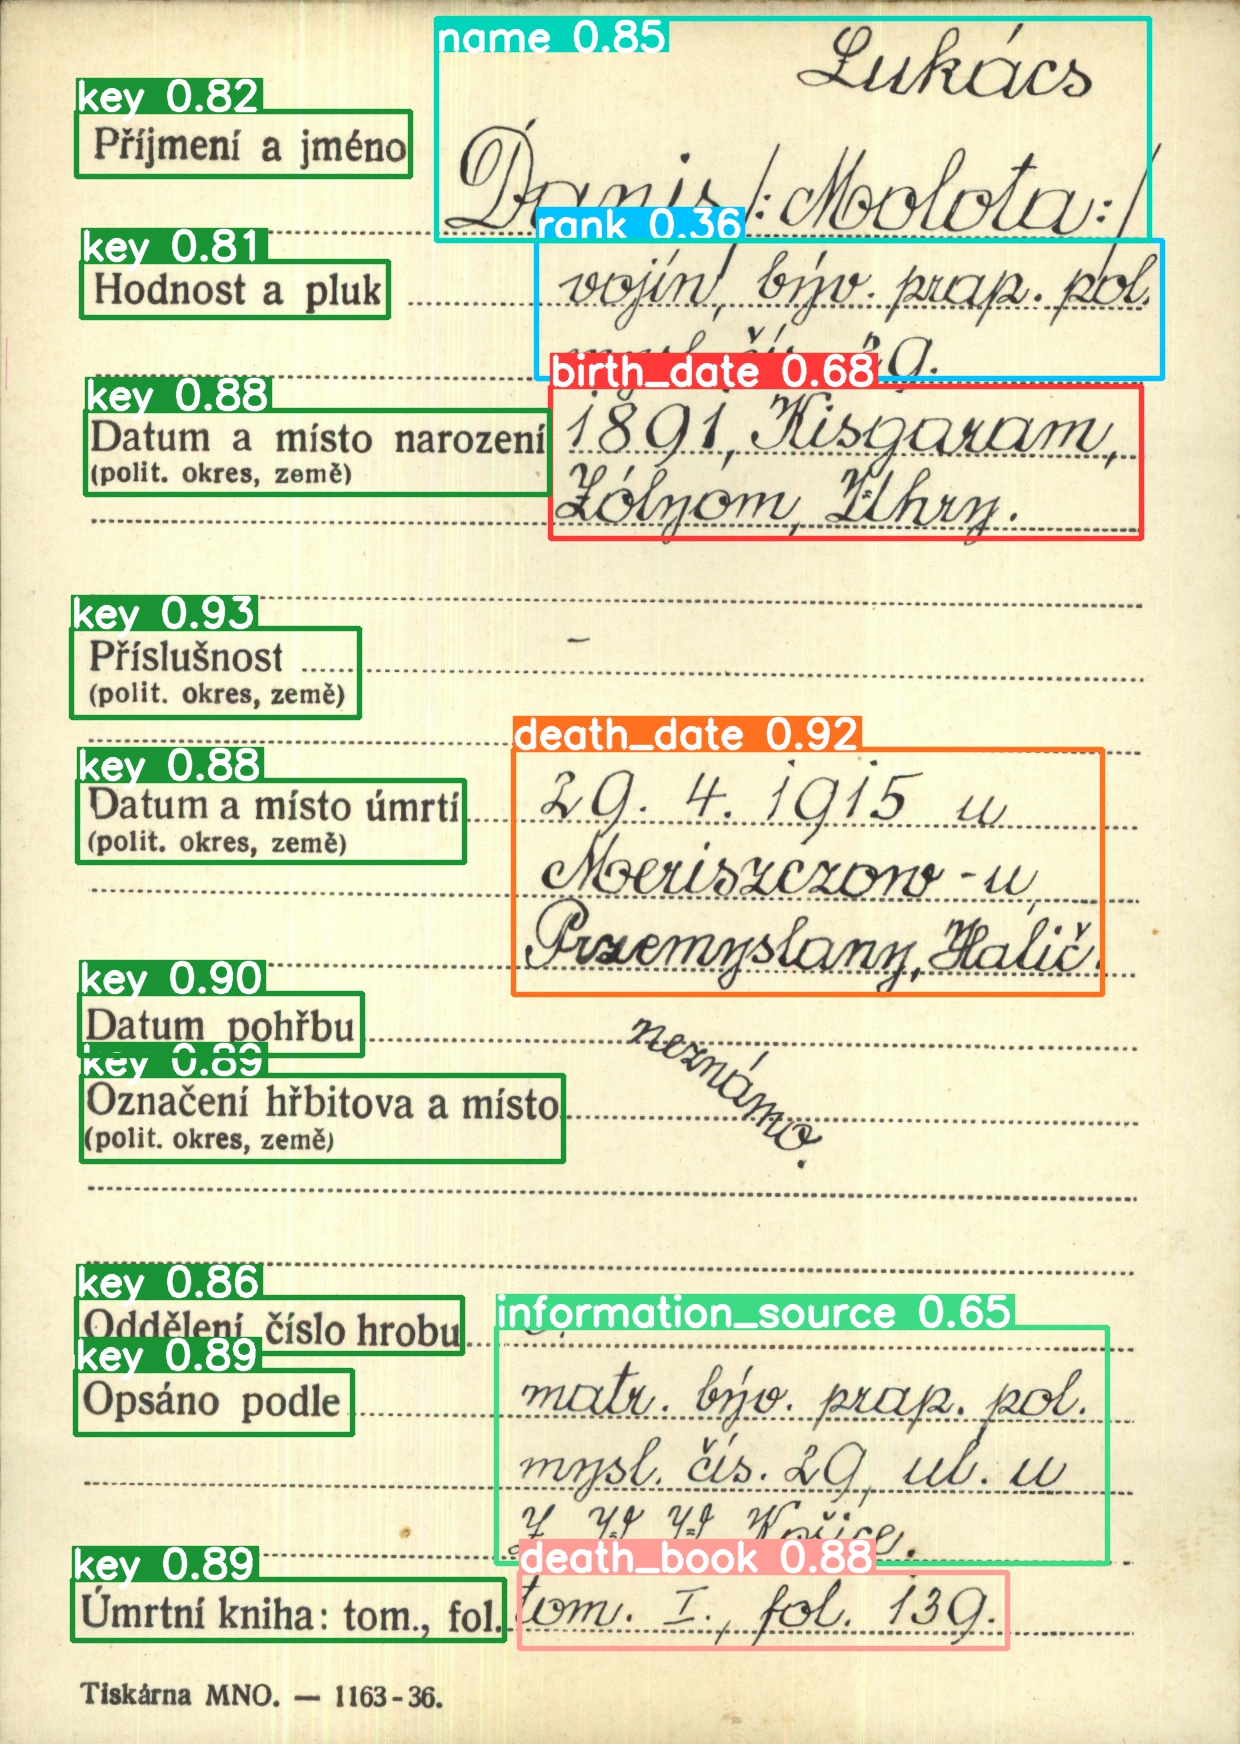 name 0.85
Lukács
key 0.82
Příjmení a jméno
Danis /: Molota :/
rank 0.36
key 0.81
Hodnost a pluk vojín, býv. prap. pol.
mysl. čís. 29.
birth_date 0.68
key 0.88
Datum a místo narození 1891, Kisgaram,
(polit. okres, země)
Zólyom, Uhry.
key 0.93
Příslušnost –
(polit. okres, země)
death_date 0.92
key 0.88
Datum a místo úmrtí 29. 4. 1915 u
(polit. okres, země)
Meriszczow - u,
Przemyslany, Halič.
key 0.90
Datum pohřbu
neznámo.
key 0.89
Označení hřbitova a místo
(polit. okres, země)
key 0.86
information_source 0.65
Oddělení, číslo hrobu
key 0.89
Opsáno podle matr. býv. prap. pol.
mysl. čís. 29, ul. u
Košice.
death_book 0.88
key 0.89
Úmrtní kniha: tom., fol. tom. I., fol. 139.
Tiskárna MNO. — 1163-36.